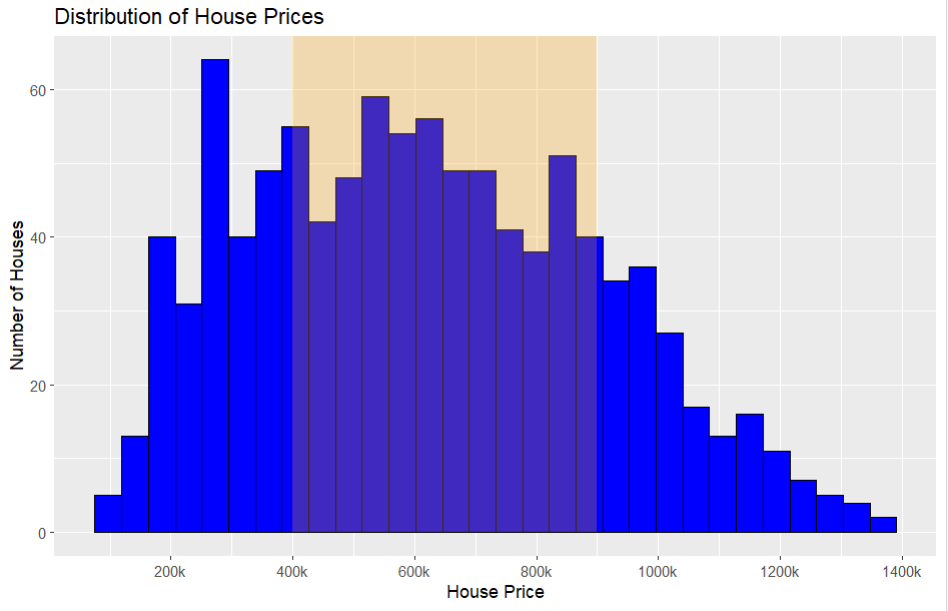 Distribution of House Prices
Number of Houses
60
40
20
0
200k 400k 600k 800k 1000k 1200k 1400k
House Price